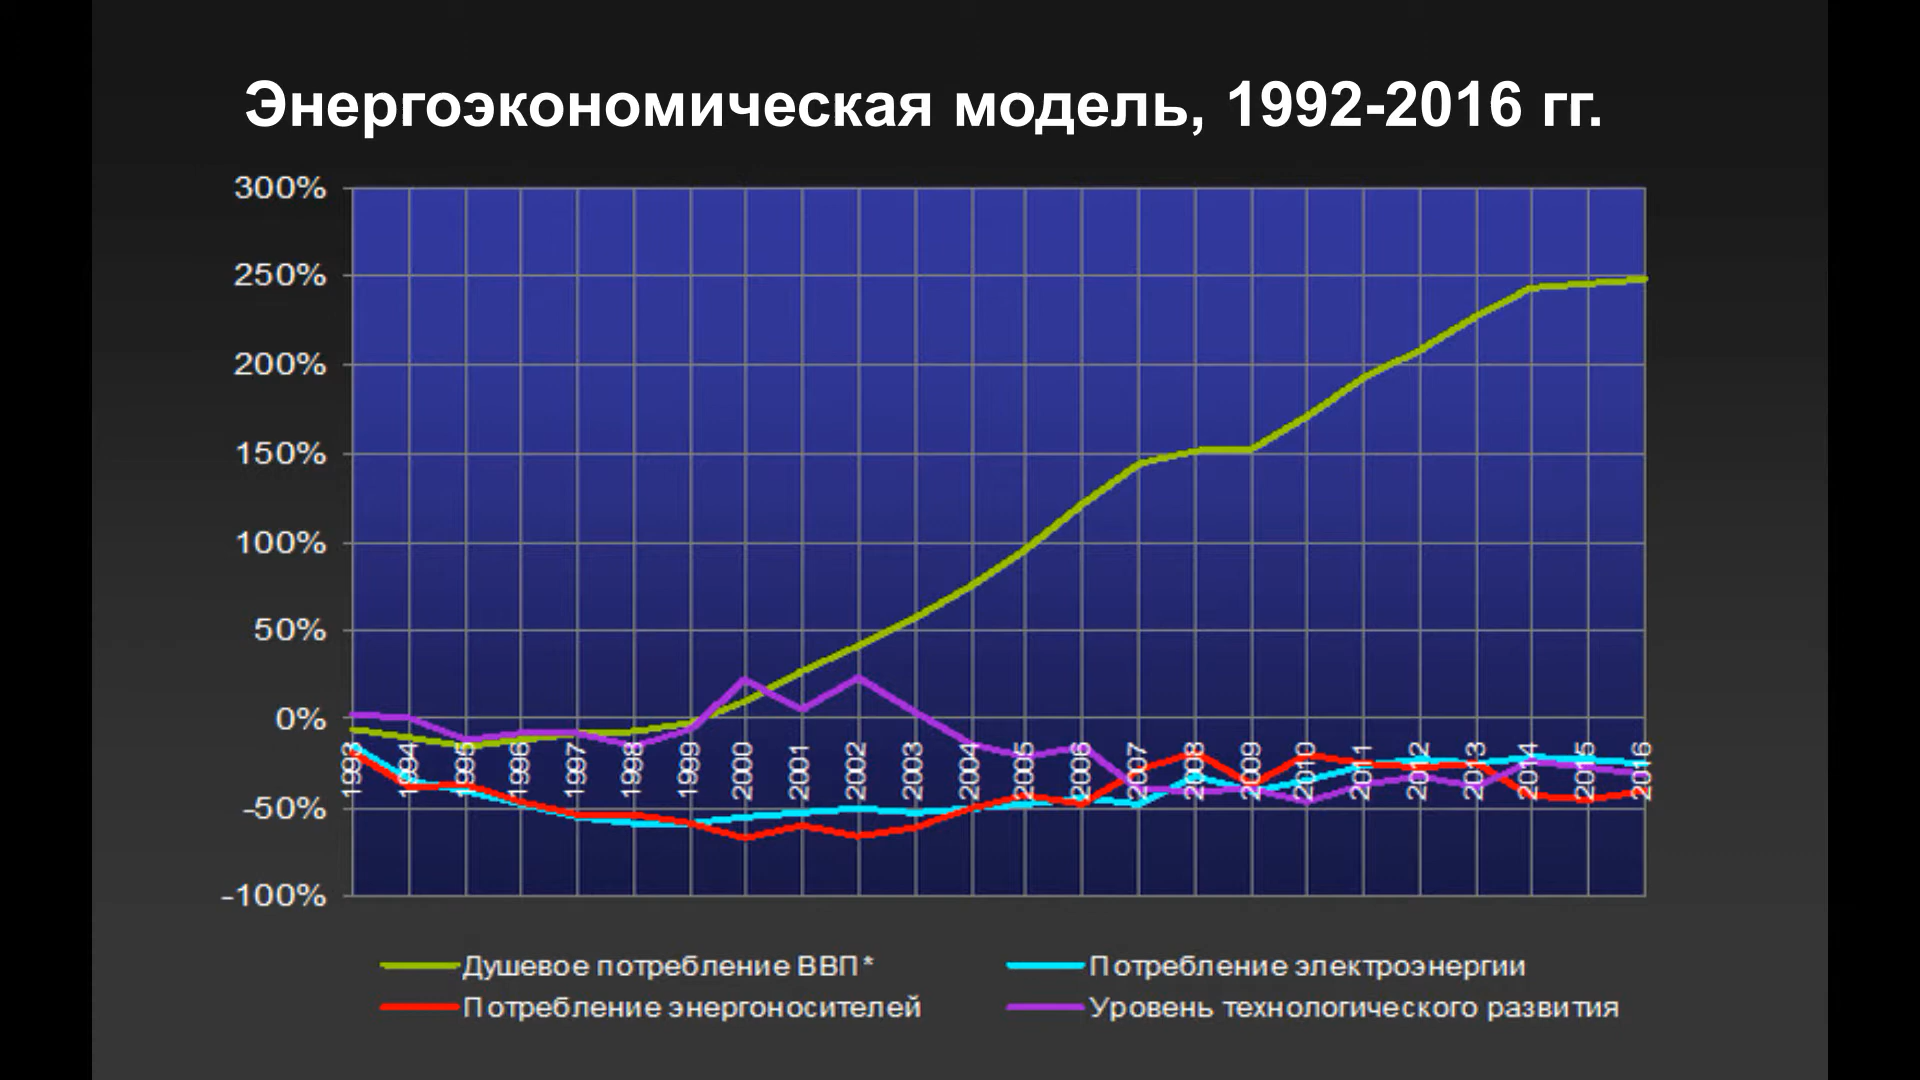 Энергоэкономическая модель, 1992-2016 гг.
300%
250%
200%
150%
100%
50%
0%
-50%
-100%
1993 1994 1995 1996 1997 1998 1999 2000 2001 2002 2003 2004 2005 2006 2007 2008 2009 2010 2011 2012 2013 2014 2015 2016
Душевое потребление ВВП* Потребление электроэнергии
Потребление энергоносителей Уровень технологического развития